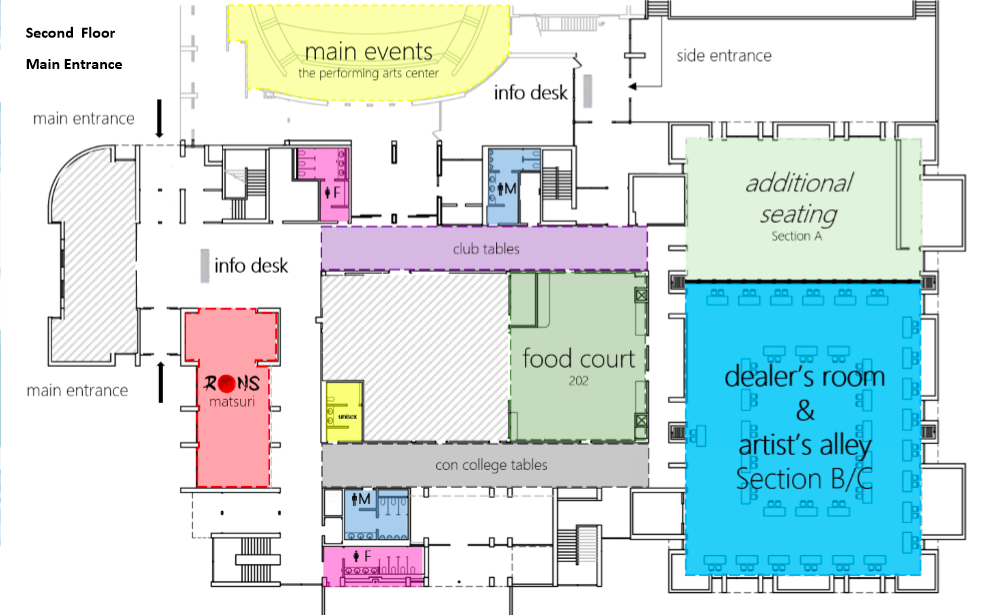 Second Floor
Main Entrance
main events
the performing arts center
side entrance
info desk
main entrance
F
M
additional
seating
Section A
club tables
info desk
food court
202
dealer's room
&
artist's alley
Section B/C
main entrance
RONS
matsuri
unisex
con college tables
M
F